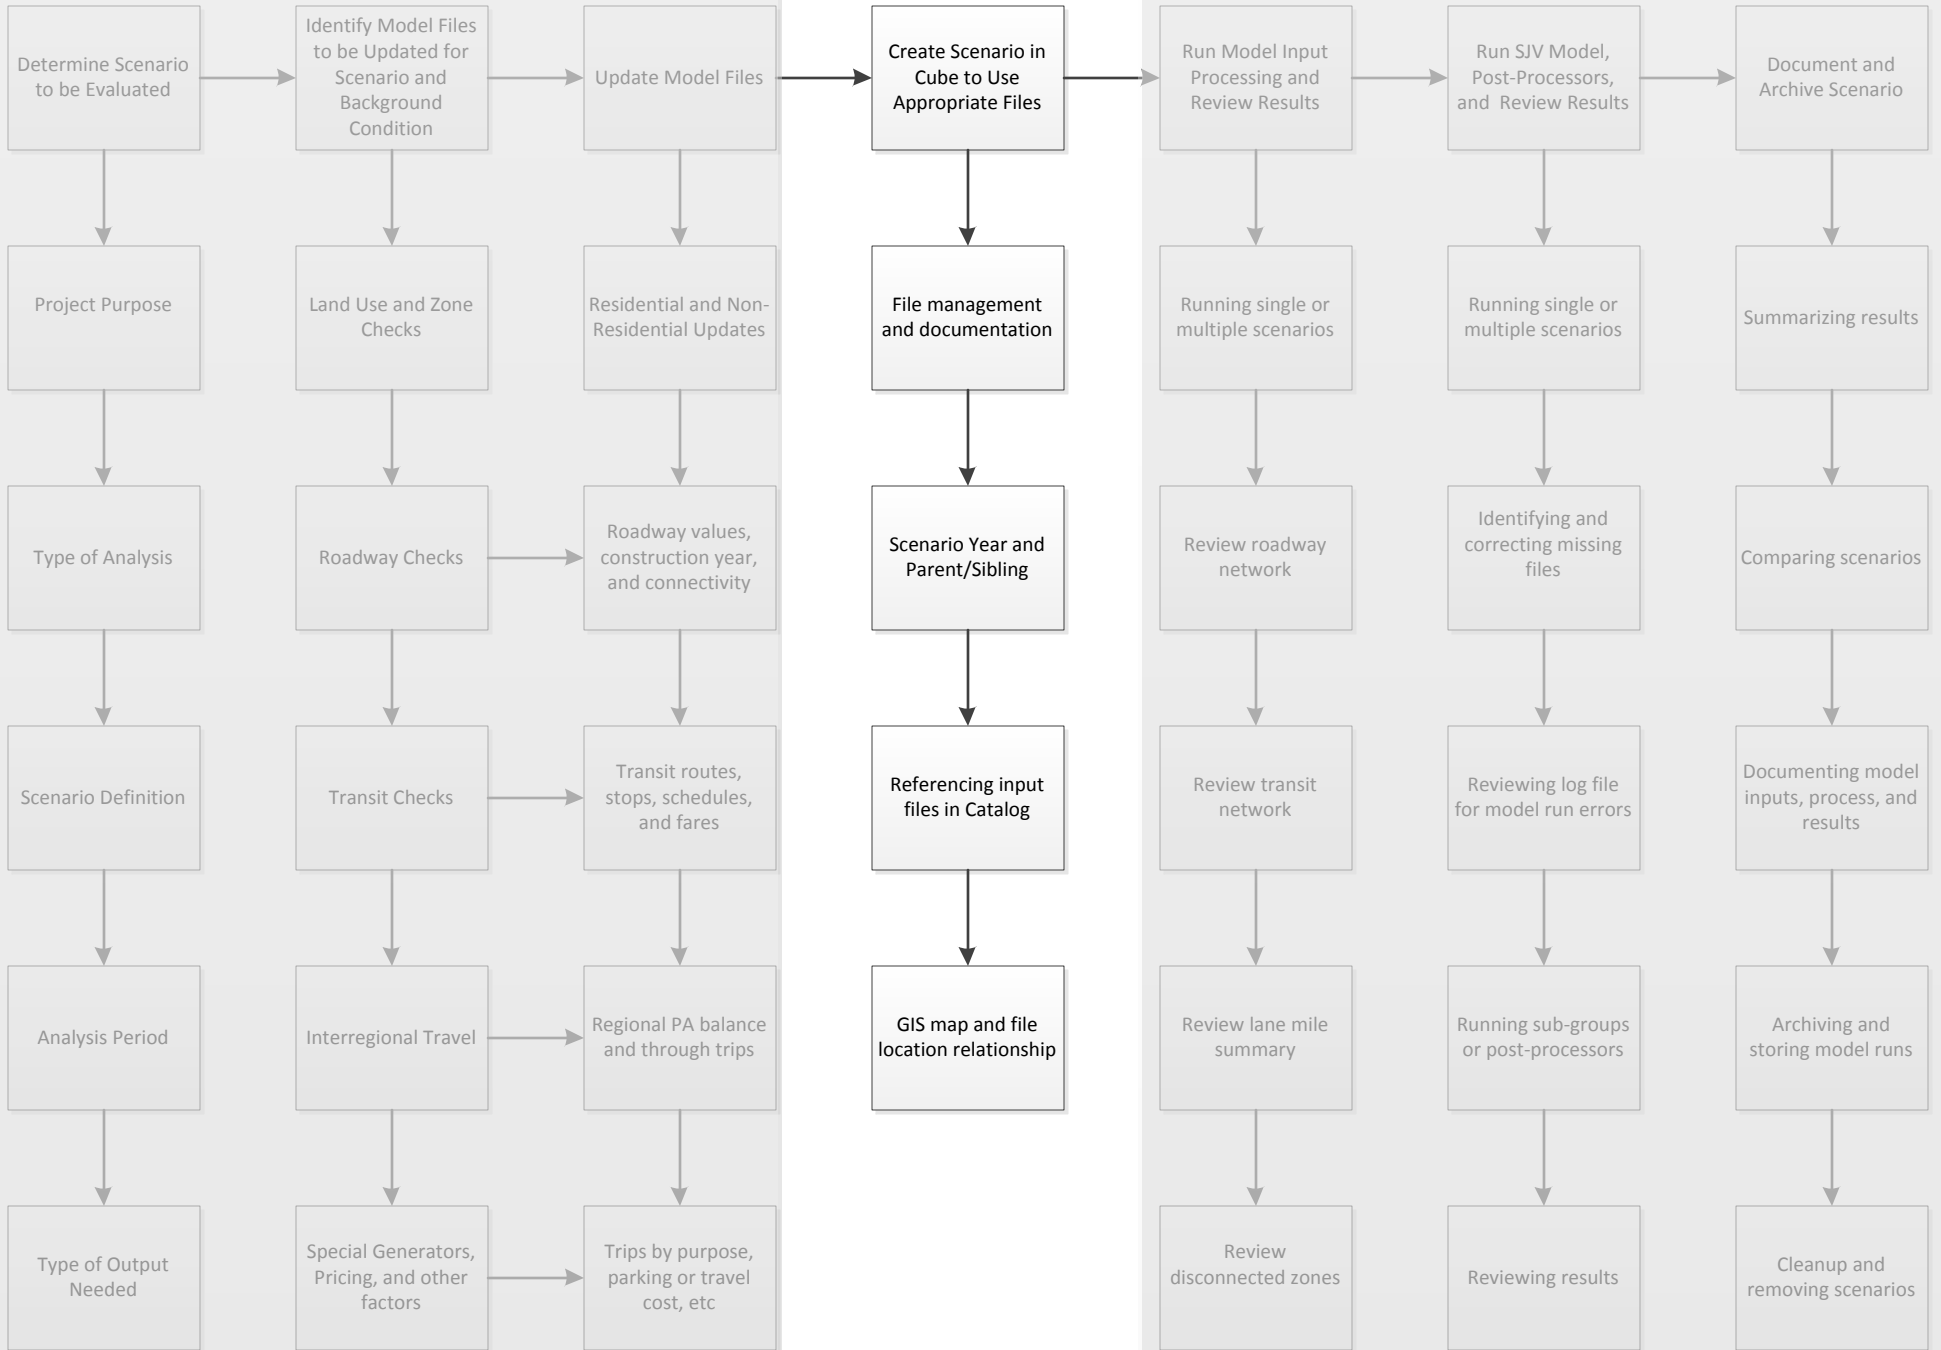 Determine Scenario
to be Evaluated
Identify Model Files
to be Updated for
Scenario and
Background
Condition
Update Model Files
Create Scenario in
Cube to Use
Appropriate Files
Run Model Input
Processing and
Review Results
Run SJV Model,
Post-Processors,
and Review Results
Document and
Archive Scenario
Project Purpose
Land Use and Zone
Checks
Residential and Non-
Residential Updates
File management
and documentation
Running single or
multiple scenarios
Running single or
multiple scenarios
Summarizing results
Type of Analysis
Roadway Checks
Roadway values,
construction year,
and connectivity
Scenario Year and
Parent/Sibling
Review roadway
network
Identifying and
correcting missing
files
Comparing scenarios
Scenario Definition
Transit Checks
Transit routes,
stops, schedules,
and fares
Referencing input
files in Catalog
Review transit
network
Reviewing log file
for model run errors
Documenting model
inputs, process, and
results
Analysis Period
Interregional Travel
Regional PA balance
and through trips
GIS map and file
location relationship
Review lane mile
summary
Running sub-groups
or post-processors
Archiving and
storing model runs
Type of Output
Needed
Special Generators,
Pricing, and other
factors
Trips by purpose,
parking or travel
cost, etc
Review
disconnected zones
Reviewing results
Cleanup and
removing scenarios